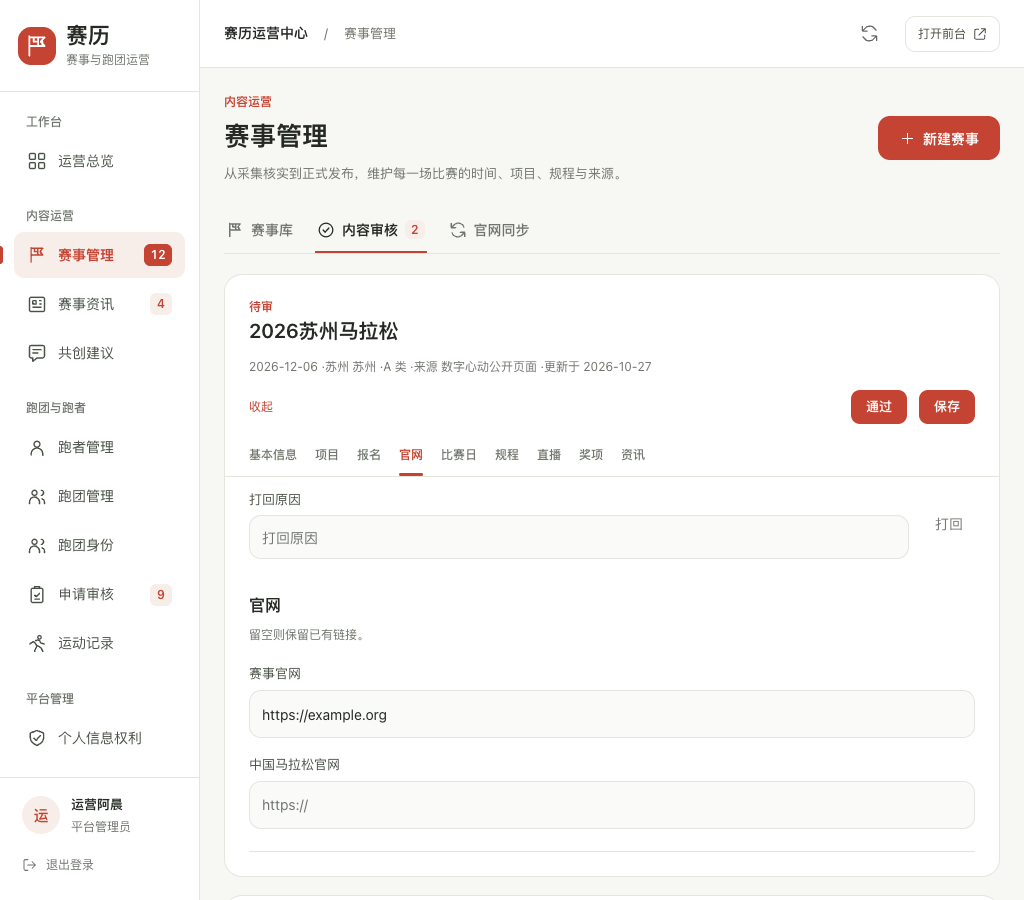 赛历
赛事与跑团运营
工作台
运营总览
内容运营
赛事管理 12
赛事资讯 4
共创建议
跑团与跑者
跑者管理
跑团管理
跑团身份
申请审核 9
运动记录
平台管理
个人信息权利
运 运营阿晨
平台管理员
退出登录
赛历运营中心 / 赛事管理
打开前台
内容运营
赛事管理
从采集核实到正式发布，维护每一场比赛的时间、项目、规程与来源。
新建赛事
赛事库 内容审核 2 官网同步
待审
2026苏州马拉松
2026-12-06 ·苏州 苏州 ·A 类 ·来源 数字心动公开页面 ·更新于 2026-10-27
收起 通过 保存
基本信息 项目 报名 官网 比赛日 规程 直播 奖项 资讯
打回原因
打回原因 打回
官网
留空则保留已有链接。
赛事官网
https://example.org
中国马拉松官网
https://